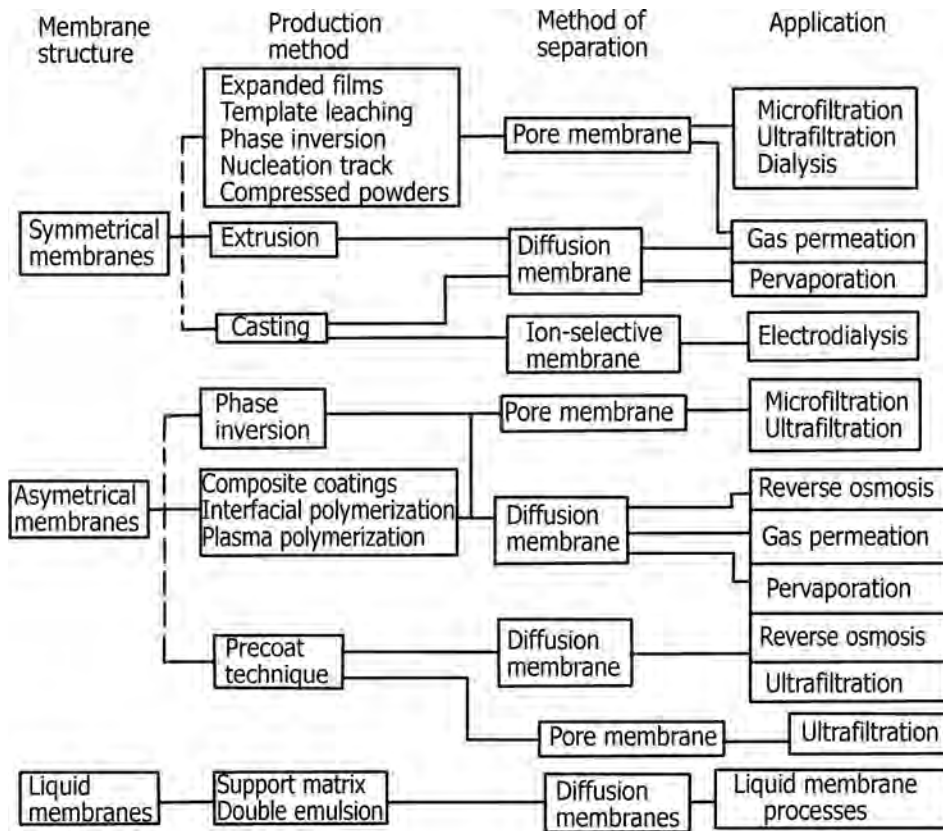 Membrane
structure
Production
method
Method of
separation
Application
Expanded films
Template leaching
Phase inversion
Nucleation track
Compressed powders
Pore membrane
Microfiltration
Ultrafiltration
Dialysis
Symmetrical
membranes
Extrusion
Diffusion
membrane
Gas permeation
Pervaporation
Casting
Ion-selective
membrane
Electrodialysis
Phase
inversion
Pore membrane
Microfiltration
Ultrafiltration
Asymetrical
membranes
Composite coatings
Interfacial polymerization
Plasma polymerization
Diffusion
membrane
Reverse osmosis
Gas permeation
Pervaporation
Precoat
technique
Diffusion
membrane
Reverse osmosis
Ultrafiltration
Pore membrane
Ultrafiltration
Liquid
membranes
Support matrix
Double emulsion
Diffusion
membranes
Liquid membrane
processes